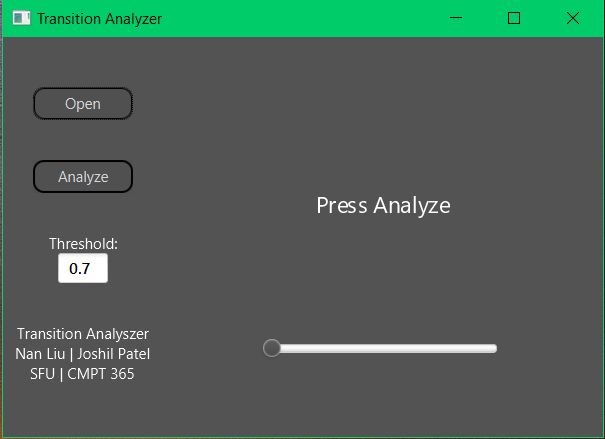 Transition Analyzer
Open
Analyze
Press Analyze
Threshold:
0.7
Transition Analyszer
Nan Liu | Joshil Patel
SFU | CMPT 365